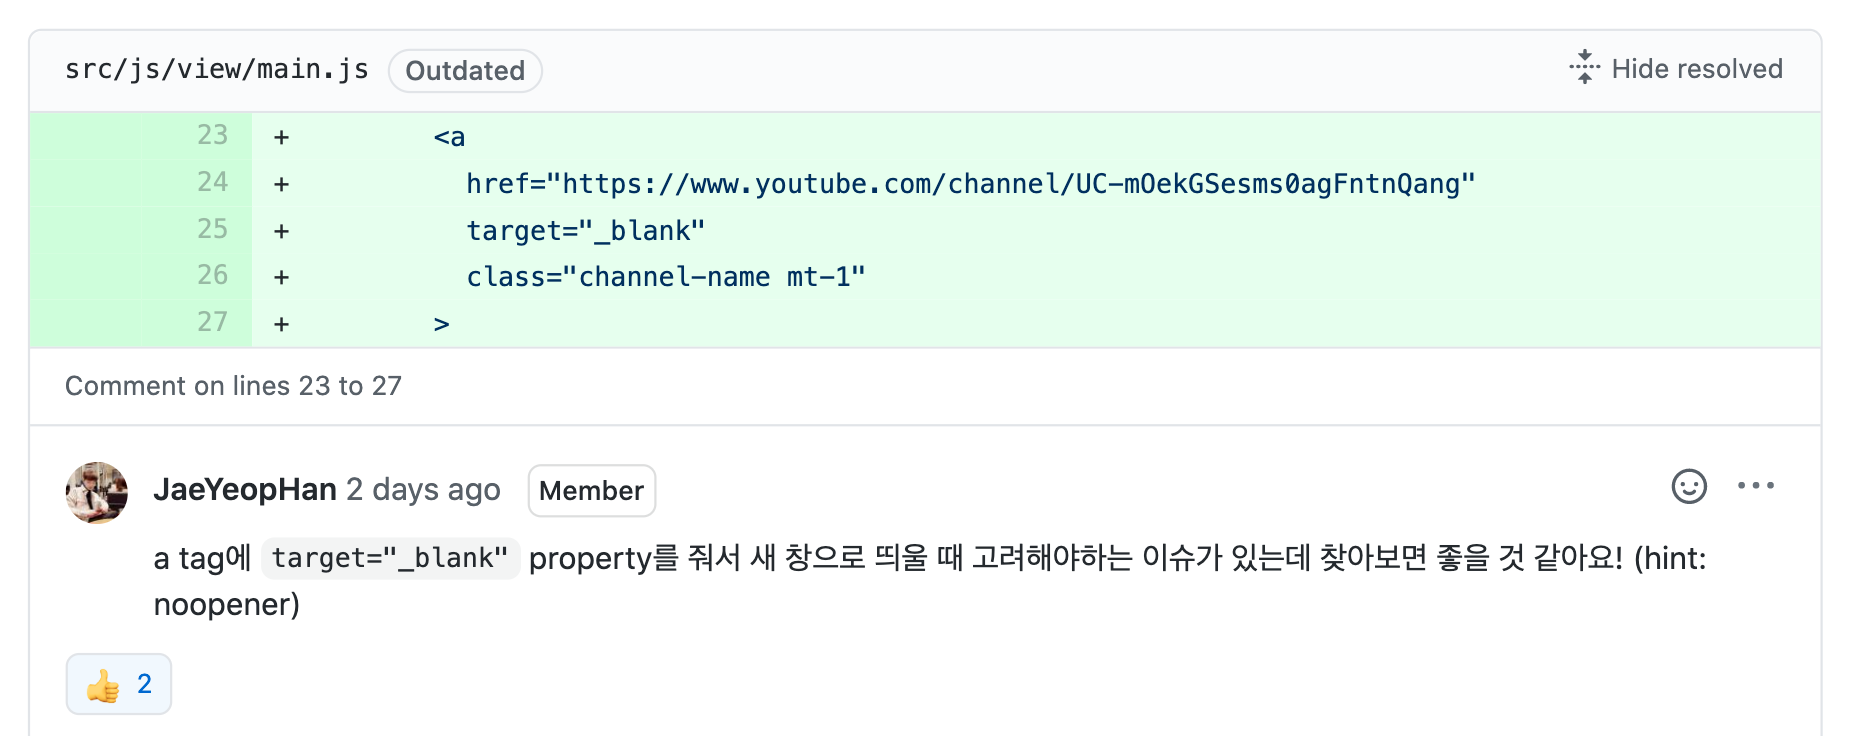 src/js/view/main.js Outdated Hide resolved
23 + <a
24 + href="https://www.youtube.com/channel/UC-mOekGSesms0agFntnQang"
25 + target="_blank"
26 + class="channel-name mt-1"
27 + >
Comment on lines 23 to 27
JaeYeopHan 2 days ago Member
a tag에 target="_blank" property를 줘서 새 창으로 띄울 때 고려해야하는 이슈가 있는데 찾아보면 좋을 것 같아요! (hint:
noopener)
👍 2